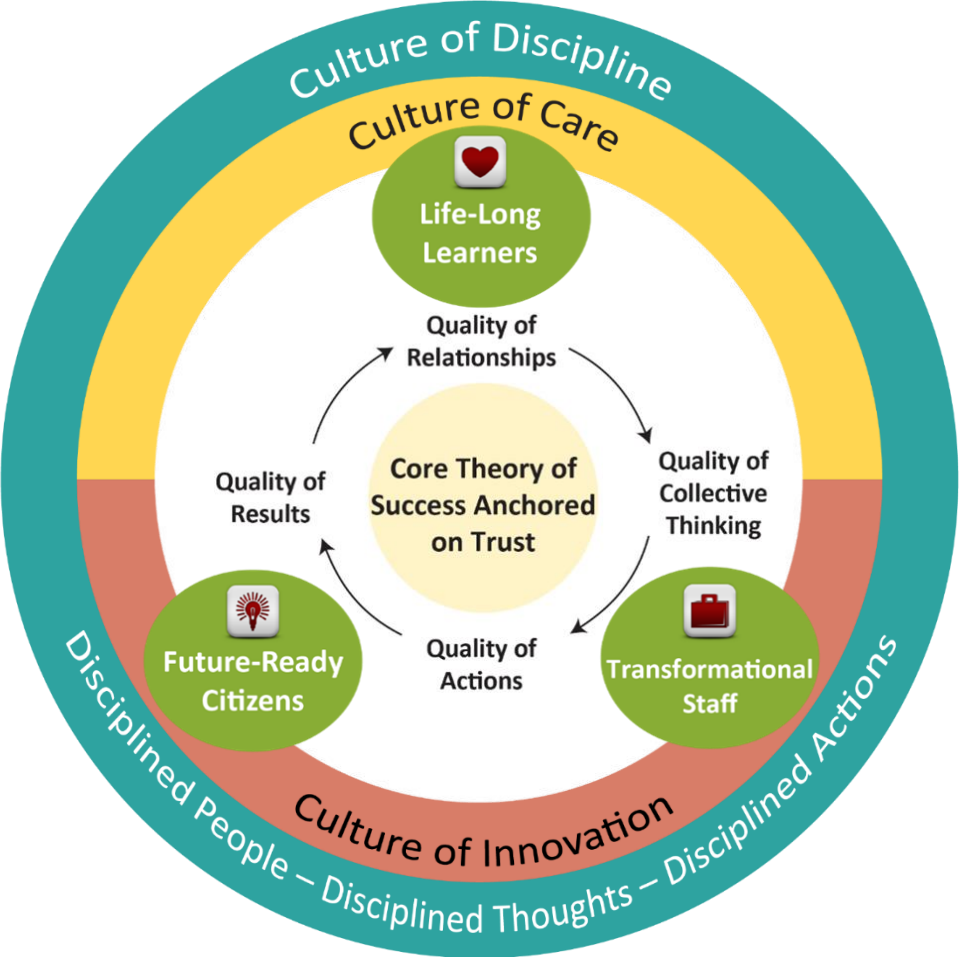 Culture of Discipline
Culture of Care
Life-Long
Learners
Quality of
Relationships
Quality of
Collective
Thinking
Core Theory of
Success Anchored
on Trust
Quality of
Results
Quality of
Actions
Transformational
Staff
Future-Ready
Citizens
Culture of Innovation
Disciplined People – Disciplined Thoughts – Disciplined Actions